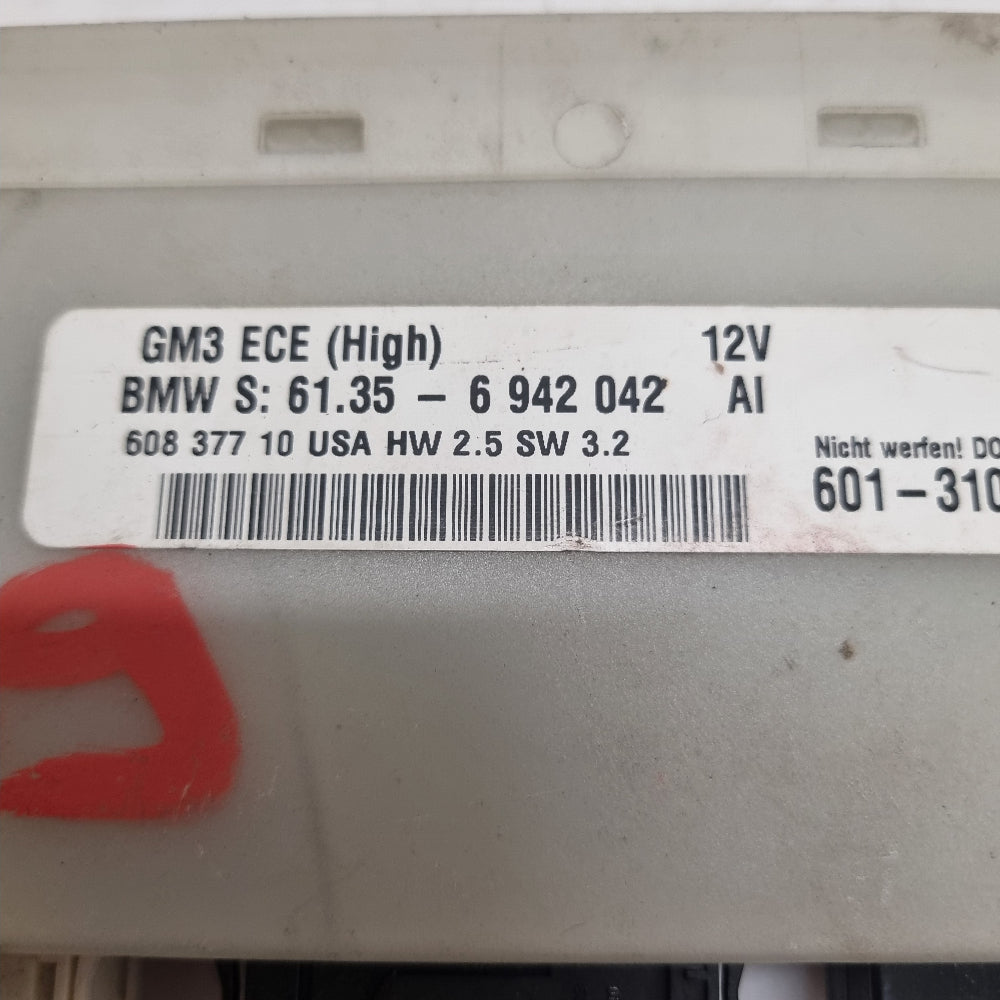 GM3 ECE (High) 12V
BMW S: 61.35 – 6 942 042 AI
608 377 10 USA HW 2.5 SW 3.2
Nicht werfen! DO
601–310